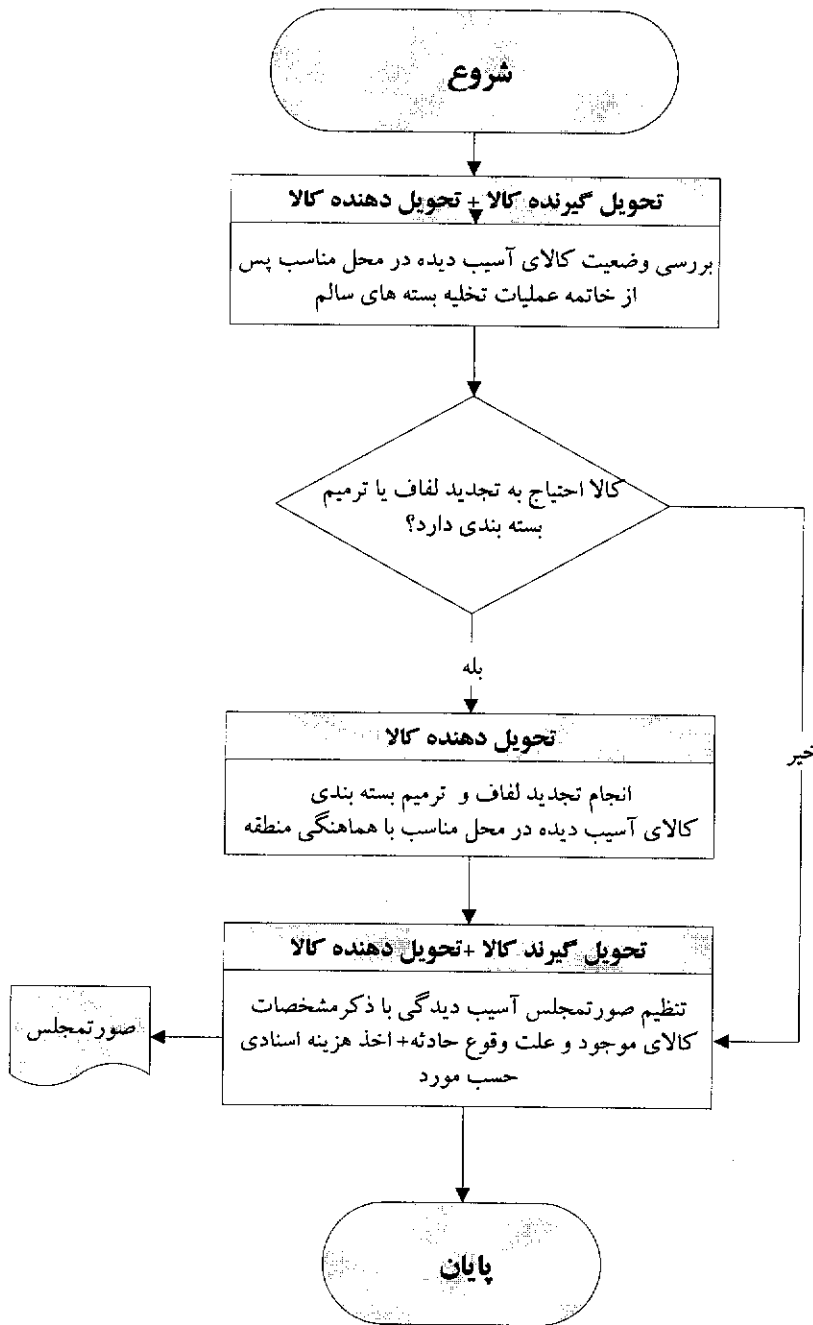 شروع
تحویل گیرنده کالا + تحویل دهنده کالا
بررسی وضعیت کالای آسیب دیده در محل مناسب پس
از خاتمه عملیات تخلیه بسته های سالم
کالا احتیاج به تجدید لفاف یا ترمیم
بسته بندی دارد؟
بله
خیر
تحویل دهنده کالا
انجام تجدید لفاف و ترمیم بسته بندی
کالای آسیب دیده در محل مناسب با هماهنگی منطقه
تحویل گیرند کالا +تحویل دهنده کالا
تنظیم صورتمجلس آسیب دیدگی با ذکرمشخصات
کالای موجود و علت وقوع حادثه+ اخذ هزینه اسنادی
حسب مورد
صورتمجلس
پایان